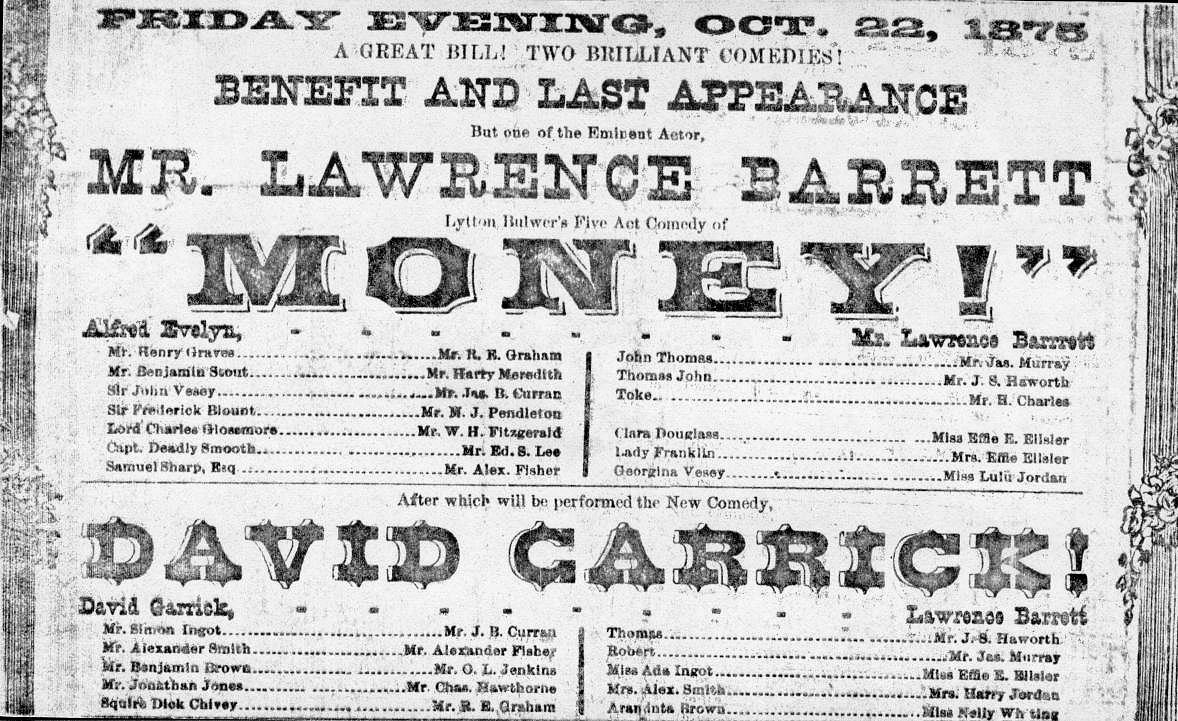 FRIDAY EVENING, OCT. 22, 1875
A GREAT BILL! TWO BRILLIANT COMEDIES!
BENEFIT AND LAST APPEARANCE
But one of the Eminent Actor,
MR. LAWRENCE BARRETT
Lytton Bulwer's Five Act Comedy of
"MONEY!"
Alfred Evelyn, - - - - - - - - Mr. Lawrence Barrrett
Mr. Henry Graves Mr. R. E. Graham
Mr. Benjamin Stout Mr. Harry Meredith
Sir John Vesey Mr. Jas. B. Curran
Sir Frederick Blount Mr. M. J. Pendleton
Lord Charles Glossmore Mr. W. H. Fitzgerald
Capt. Deadly Smooth Mr. Ed. S. Lee
Samuel Sharp, Esq Mr. Alex. Fisher
John Thomas Mr. Jas. Murray
Thomas John Mr. J. S. Haworth
Toke Mr. H. Charles
Clara Douglass Miss Effie E. Ellsler
Lady Franklin Mrs. Effie Ellsler
Georgina Vesey Miss Lulu Jordan
After which will be performed the New Comedy,
DAVID GARRICK!
David Garrick, - - - - - - - - Lawrence Barrett
Mr. Simon Ingot Mr. J. B. Curran
Mr. Alexander Smith Mr. Alexander Fisher
Mr. Benjamin Brown Mr. O. L. Jenkins
Mr. Jonathan Jones Mr. Chas. Hawthorne
Squire Dick Chivey Mr. R. E. Graham
Thomas Mr. J. S. Haworth
Robert Mr. Jas. Murray
Miss Ada Ingot Miss Effie E. Ellsler
Mrs. Alex. Smith Mrs. Harry Jordan
Araminta Brown Miss Nelly Whiting